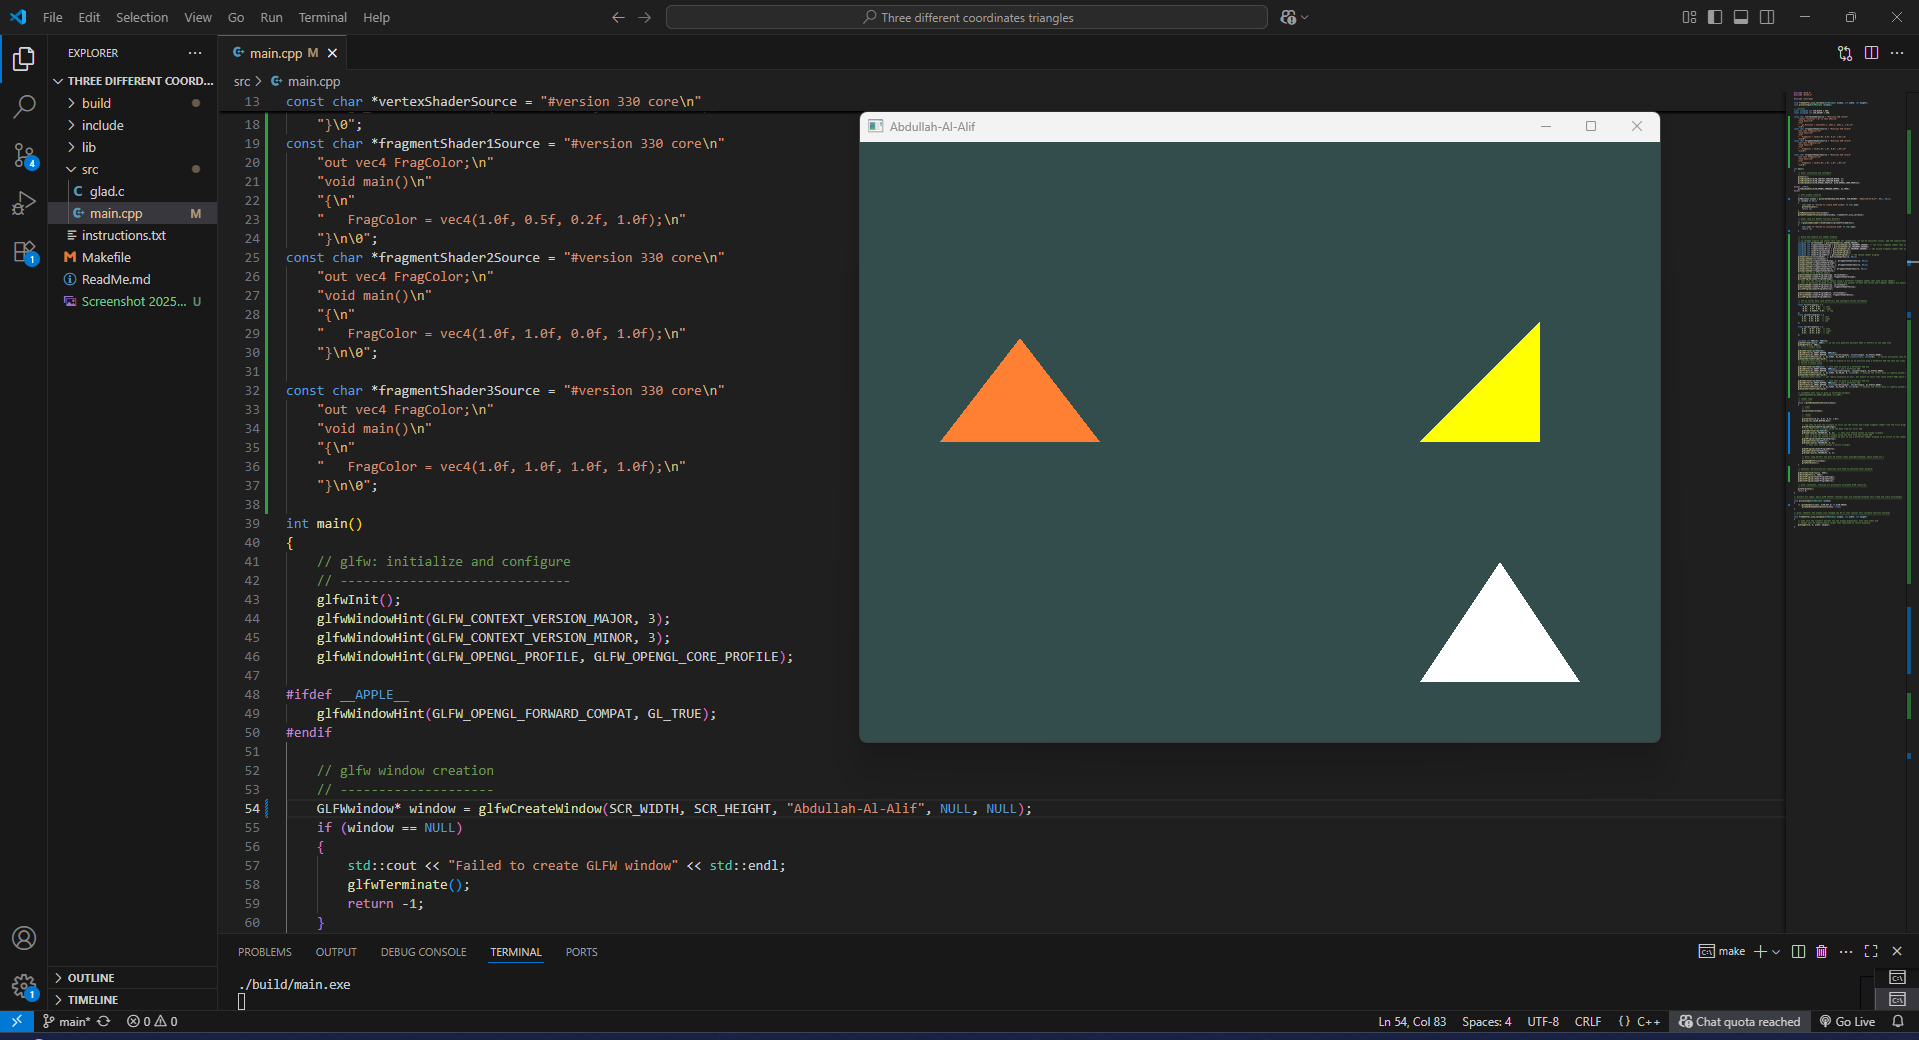 File Edit Selection View Go Run Terminal Help
Three different coordinates triangles
EXPLORER
THREE DIFFERENT COORD...
build
include
lib
src
glad.c
main.cpp M
instructions.txt
Makefile
ReadMe.md
Screenshot 2025... U
OUTLINE
TIMELINE
4
1
1
main.cpp M
src > main.cpp
13 const char *vertexShaderSource = "#version 330 core\n"
18 "}\0";
19 const char *fragmentShader1Source = "#version 330 core\n"
20 "out vec4 FragColor;\n"
21 "void main()\n"
22 "{\n"
23 "   FragColor = vec4(1.0f, 0.5f, 0.2f, 1.0f);\n"
24 "}\n\0";
25 const char *fragmentShader2Source = "#version 330 core\n"
26 "out vec4 FragColor;\n"
27 "void main()\n"
28 "{\n"
29 "   FragColor = vec4(1.0f, 1.0f, 0.0f, 1.0f);\n"
30 "}\n\0";
31
32 const char *fragmentShader3Source = "#version 330 core\n"
33 "out vec4 FragColor;\n"
34 "void main()\n"
35 "{\n"
36 "   FragColor = vec4(1.0f, 1.0f, 1.0f, 1.0f);\n"
37 "}\n\0";
38
39 int main()
40 {
41 // glfw: initialize and configure
42 // ------------------------------
43 glfwInit();
44 glfwWindowHint(GLFW_CONTEXT_VERSION_MAJOR, 3);
45 glfwWindowHint(GLFW_CONTEXT_VERSION_MINOR, 3);
46 glfwWindowHint(GLFW_OPENGL_PROFILE, GLFW_OPENGL_CORE_PROFILE);
47
48 #ifdef __APPLE__
49 glfwWindowHint(GLFW_OPENGL_FORWARD_COMPAT, GL_TRUE);
50 #endif
51
52 // glfw window creation
53 // --------------------
54 GLFWwindow* window = glfwCreateWindow(SCR_WIDTH, SCR_HEIGHT, "Abdullah-Al-Alif", NULL, NULL);
55 if (window == NULL)
56 {
57 std::cout << "Failed to create GLFW window" << std::endl;
58 glfwTerminate();
59 return -1;
60 }
Abdullah-Al-Alif
PROBLEMS OUTPUT DEBUG CONSOLE TERMINAL PORTS
make
./build/main.exe
main* 0 0
Ln 54, Col 83 Spaces: 4 UTF-8 CRLF {} C++ Chat quota reached Go Live